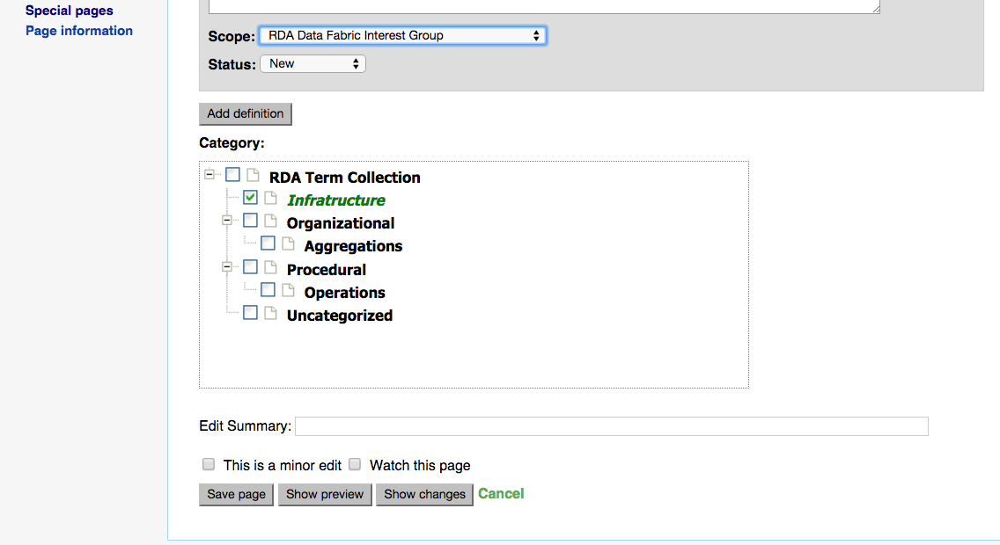 Special pages
Page information
Scope: RDA Data Fabric Interest Group
Status: New
Add definition
Category:
RDA Term Collection
Infratructure
Organizational
Aggregations
Procedural
Operations
Uncategorized
Edit Summary:
This is a minor edit Watch this page
Save page Show preview Show changes Cancel